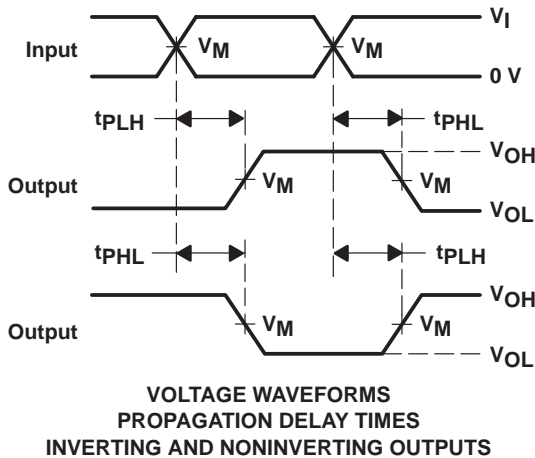 VI
Input
VM
VM
0 V
tPLH
tPHL
VOH
Output
VM
VM
VOL
tPHL
tPLH
VOH
Output
VM
VM
VOL
VOLTAGE WAVEFORMS
PROPAGATION DELAY TIMES
INVERTING AND NONINVERTING OUTPUTS